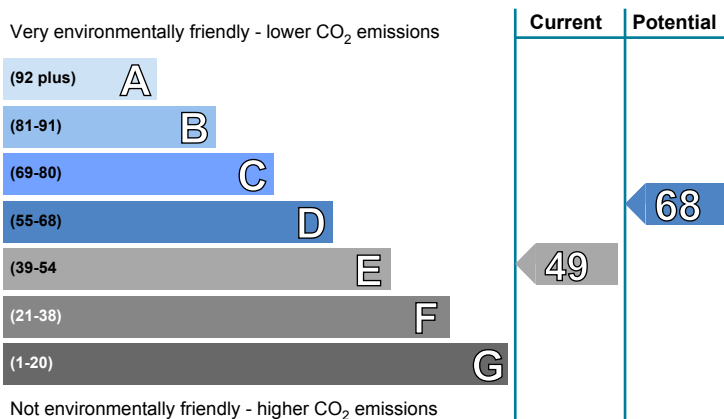 Current Potential
Very environmentally friendly - lower CO2 emissions
(92 plus) A
(81-91) B
(69-80) C
(55-68) D
68
(39-54 E
49
(21-38) F
(1-20) G
Not environmentally friendly - higher CO2 emissions